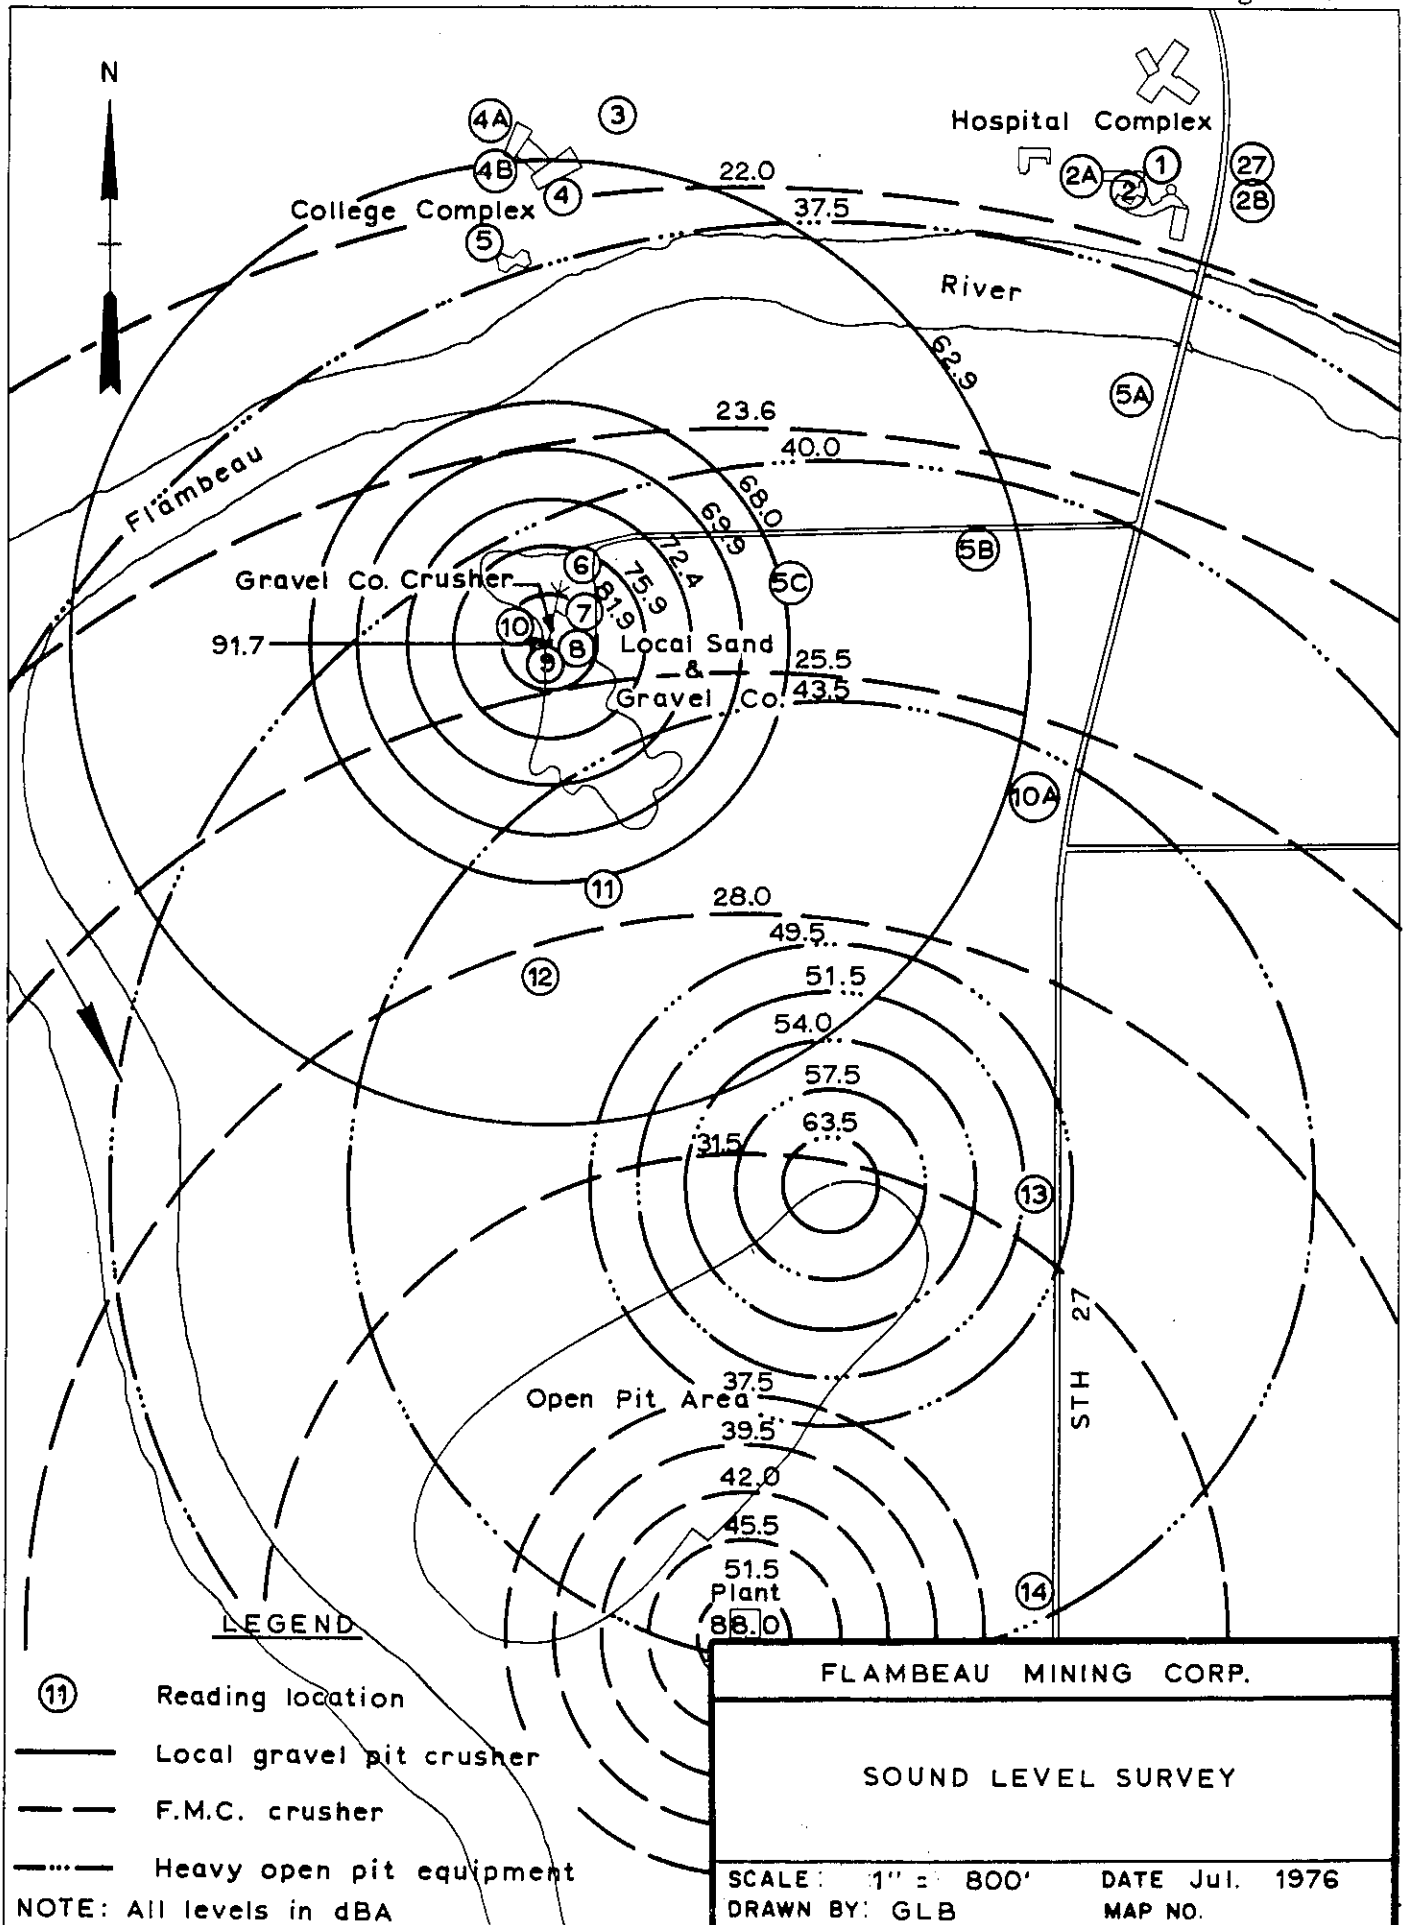 N
4A
3
Hospital Complex
4B
4
22.0
2A
1
2
27
2B
College Complex
37.5
5
River
62.9
5A
23.6
40.0
Flambeau
68.0
69.9
72.4
75.9
81.9
5B
5C
6
Gravel Co. Crusher
7
10
91.7
8
9
Local Sand
&
Gravel Co.
25.5
43.5
10A
11
28.0
49.5
12
51.5
54.0
57.5
63.5
31.5
13
STH 27
37.5
Open Pit Area
39.5
42.0
45.5
51.5
Plant
88.0
14
LEGEND
11 Reading location
Local gravel pit crusher
F.M.C. crusher
Heavy open pit equipment
NOTE: All levels in dBA
FLAMBEAU MINING CORP.
SOUND LEVEL SURVEY
SCALE: 1" = 800' DATE Jul. 1976
DRAWN BY: GLB MAP NO.